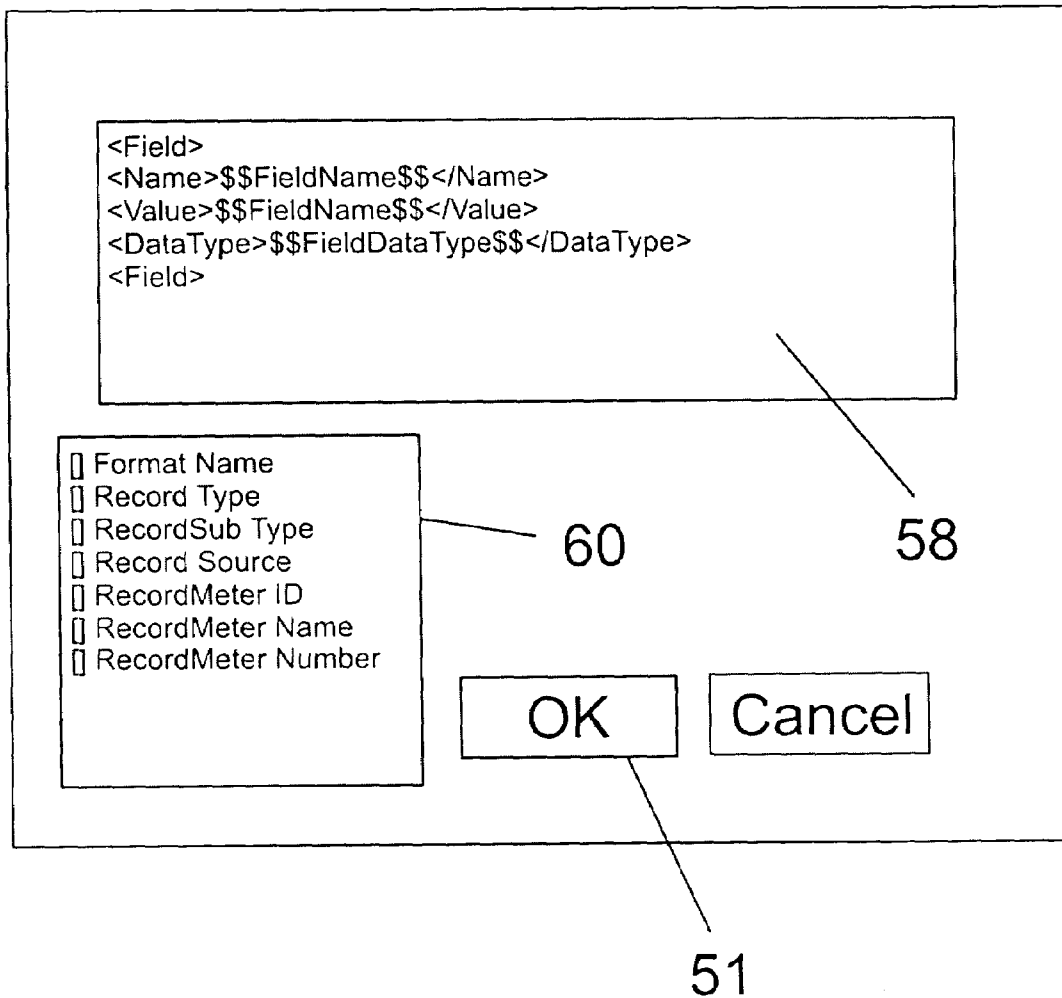 <Field>
<Name>$$FieldName$$</Name>
<Value>$$FieldName$$</Value>
<DataType>$$FieldDataType$$</DataType>
<Field>
[] Format Name
[] Record Type
[] RecordSub Type
[] Record Source
[] RecordMeter ID
[] RecordMeter Name
[] RecordMeter Number
60
58
OK
Cancel
51